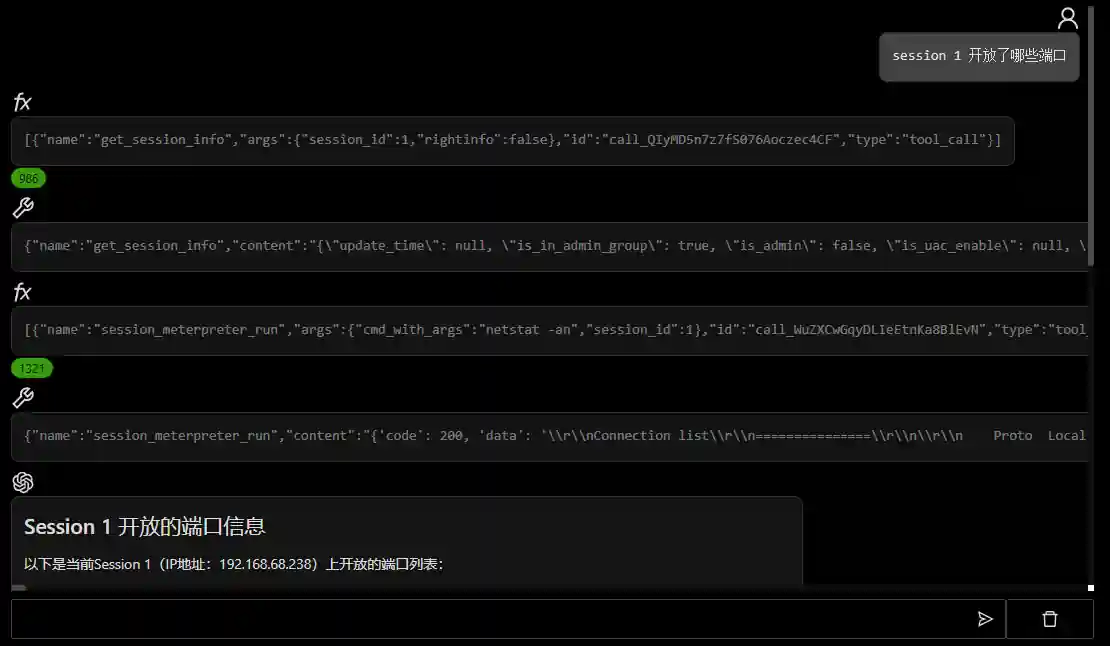 session 1 开放了哪些端口
fx
[{"name":"get_session_info","args":{"session_id":1,"rightinfo":false},"id":"call_QIyMD5n7z7fS076Aoczec4CF","type":"tool_call"}]
986
{"name":"get_session_info","content":"{\"update_time\": null, \"is_in_admin_group\": true, \"is_admin\": false, \"is_uac_enable\": null, \
fx
[{"name":"session_meterpreter_run","args":{"cmd_with_args":"netstat -an","session_id":1},"id":"call_WuZXCwGqyDLIeEtnKa8BlEvN","type":"tool_
1321
{"name":"session_meterpreter_run","content":"{'code': 200, 'data': '\\r\\nConnection list\\r\\n===============\\r\\n\\r\\n    Proto  Local
Session 1 开放的端口信息
以下是当前Session 1（IP地址：192.168.68.238）上开放的端口列表：